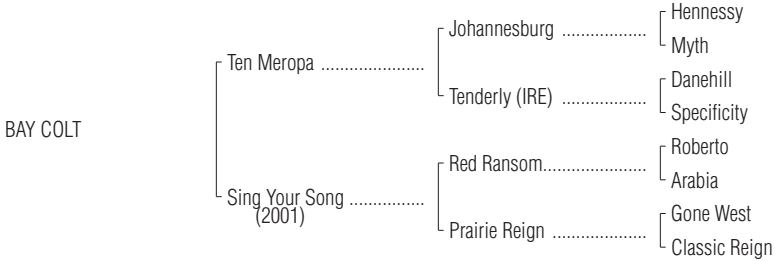 Hennessy
Johannesburg ..................
Myth
Ten Meropa ......................
Danehill
Tenderly (IRE) ..................
Specificity
BAY COLT
Roberto
Red Ransom......................
Arabia
Sing Your Song ................
(2001)
Gone West
Prairie Reign ....................
Classic Reign